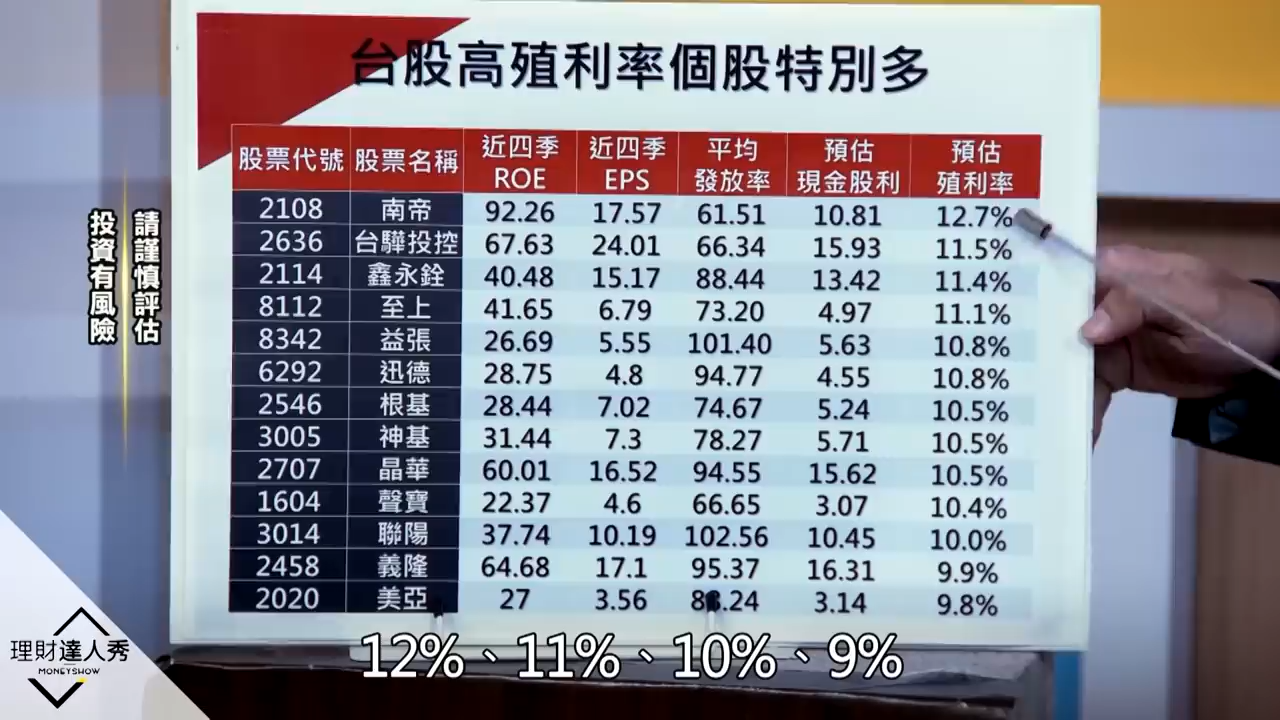 台股高殖利率個股特別多
股票代號 股票名稱 近四季ROE 近四季EPS 平均發放率 預估現金股利 預估殖利率
2108 南帝 92.26 17.57 61.51 10.81 12.7%
2636 台驊投控 67.63 24.01 66.34 15.93 11.5%
2114 鑫永銓 40.48 15.17 88.44 13.42 11.4%
8112 至上 41.65 6.79 73.20 4.97 11.1%
8342 益張 26.69 5.55 101.40 5.63 10.8%
6292 迅德 28.75 4.8 94.77 4.55 10.8%
2546 根基 28.44 7.02 74.67 5.24 10.5%
3005 神基 31.44 7.3 78.27 5.71 10.5%
2707 晶華 60.01 16.52 94.55 15.62 10.5%
1604 聲寶 22.37 4.6 66.65 3.07 10.4%
3014 聯陽 37.74 10.19 102.56 10.45 10.0%
2458 義隆 64.68 17.1 95.37 16.31 9.9%
2020 美亞 27 3.56 3.14 9.8%
請謹慎評估
投資有風險
理財達人秀
MONEYSHOW
12%、11%、10%、9%